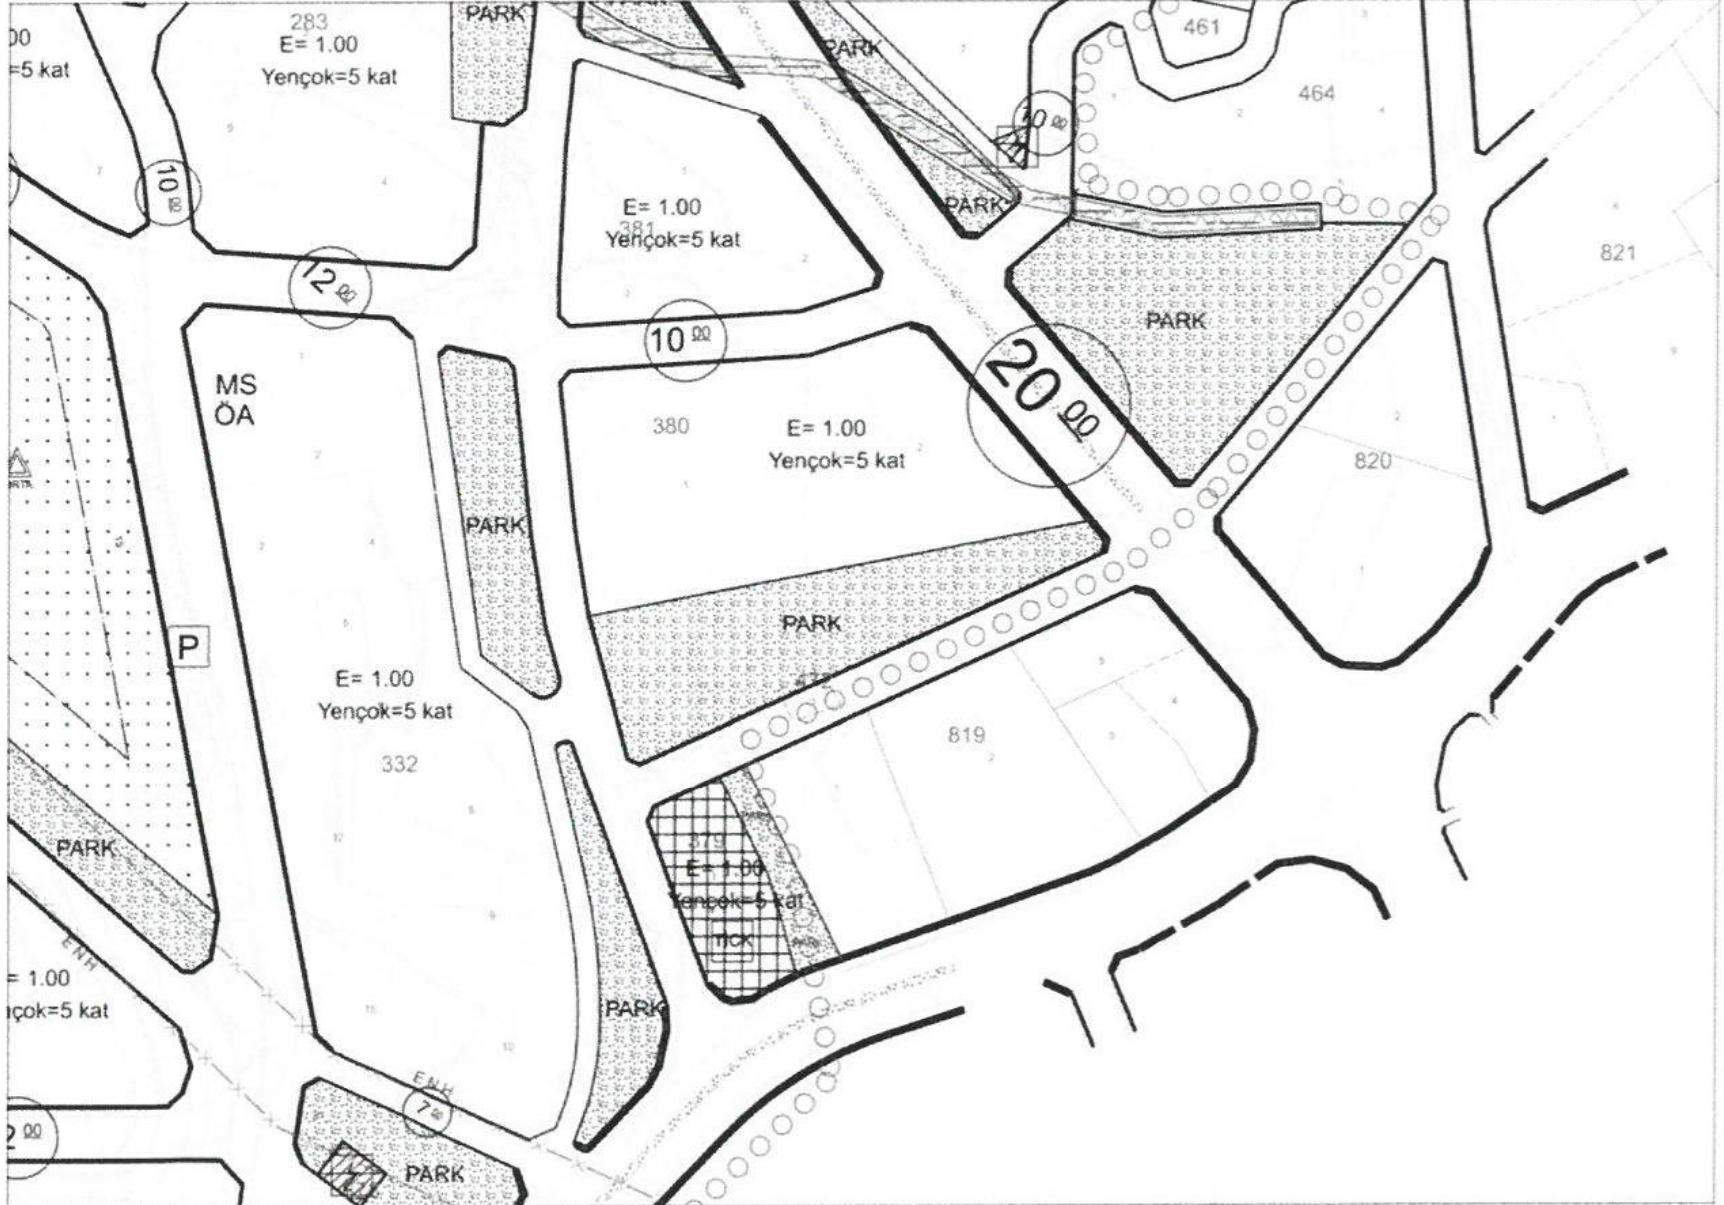 PARK
283
E= 1.00
Yençok=5 kat
00
=5 kat
PARK
461
464
10 00
10 00
E= 1.00
381
Yençok=5 kat
PARK
821
12 00
PARK
10 00
20 00
MS
ÖA
380
E= 1.00
Yençok=5 kat
820
PARK
P
PARK
E= 1.00
Yençok=5 kat
819
332
PARK
379
E= 1.00
Yençok=5 kat
TİCK
PARK
ENH
= 1.00
nçok=5 kat
PARK
ENH
7 00
2 00
PARK